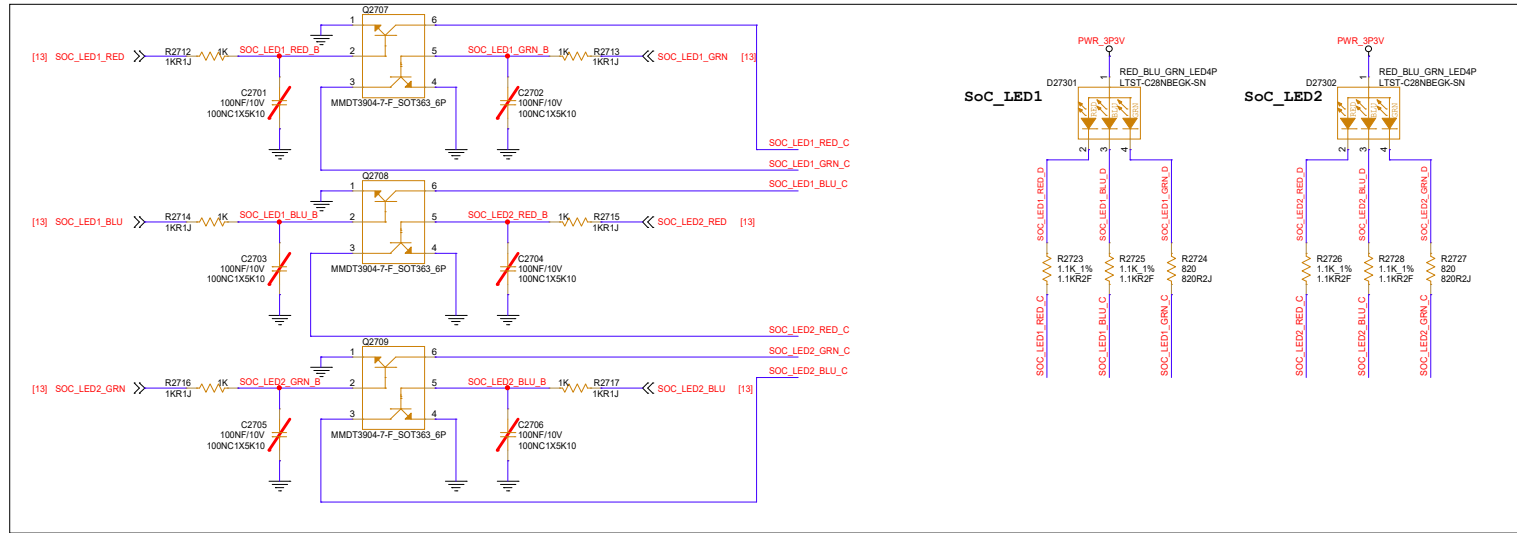 Q2707
1
6
[13] SOC_LED1_RED
R2712
1K
1KR1J
SOC_LED1_RED_B
2
5
SOC_LED1_GRN_B
1K
R2713
1KR1J
SOC_LED1_GRN [13]
3
4
MMDT3904-7-F_SOT363_6P
C2701
100NF/10V
100NC1X5K10
C2702
100NF/10V
100NC1X5K10
SOC_LED1_RED_C
SOC_LED1_GRN_C
Q2708
1
6
SOC_LED1_BLU_C
[13] SOC_LED1_BLU
R2714
1K
1KR1J
SOC_LED1_BLU_B
2
5
SOC_LED2_RED_B
1K
R2715
1KR1J
SOC_LED2_RED [13]
3
4
MMDT3904-7-F_SOT363_6P
C2703
100NF/10V
100NC1X5K10
C2704
100NF/10V
100NC1X5K10
SOC_LED2_RED_C
Q2709
1
6
SOC_LED2_GRN_C
SOC_LED2_BLU_C
[13] SOC_LED2_GRN
R2716
1K
1KR1J
SOC_LED2_GRN_B
2
5
SOC_LED2_BLU_B
1K
R2717
1KR1J
SOC_LED2_BLU [13]
3
4
MMDT3904-7-F_SOT363_6P
C2705
100NF/10V
100NC1X5K10
C2706
100NF/10V
100NC1X5K10
PWR_3P3V
1
RED_BLU_GRN_LED4P
LTST-C28NBEGK-SN
D27301
SoC_LED1
RED
BLU
GRN
2
3
4
SOC_LED1_RED_D
SOC_LED1_BLU_D
SOC_LED1_GRN_D
R2723
1.1K_1%
1.1KR2F
R2725
1.1K_1%
1.1KR2F
R2724
820
820R2J
SOC_LED1_RED_C
SOC_LED1_BLU_C
SOC_LED1_GRN_C
PWR_3P3V
1
RED_BLU_GRN_LED4P
LTST-C28NBEGK-SN
D27302
SoC_LED2
RED
BLU
GRN
2
3
4
SOC_LED2_RED_D
SOC_LED2_BLU_D
SOC_LED2_GRN_D
R2726
1.1K_1%
1.1KR2F
R2728
1.1K_1%
1.1KR2F
R2727
820
820R2J
SOC_LED2_RED_C
SOC_LED2_BLU_C
SOC_LED2_GRN_C